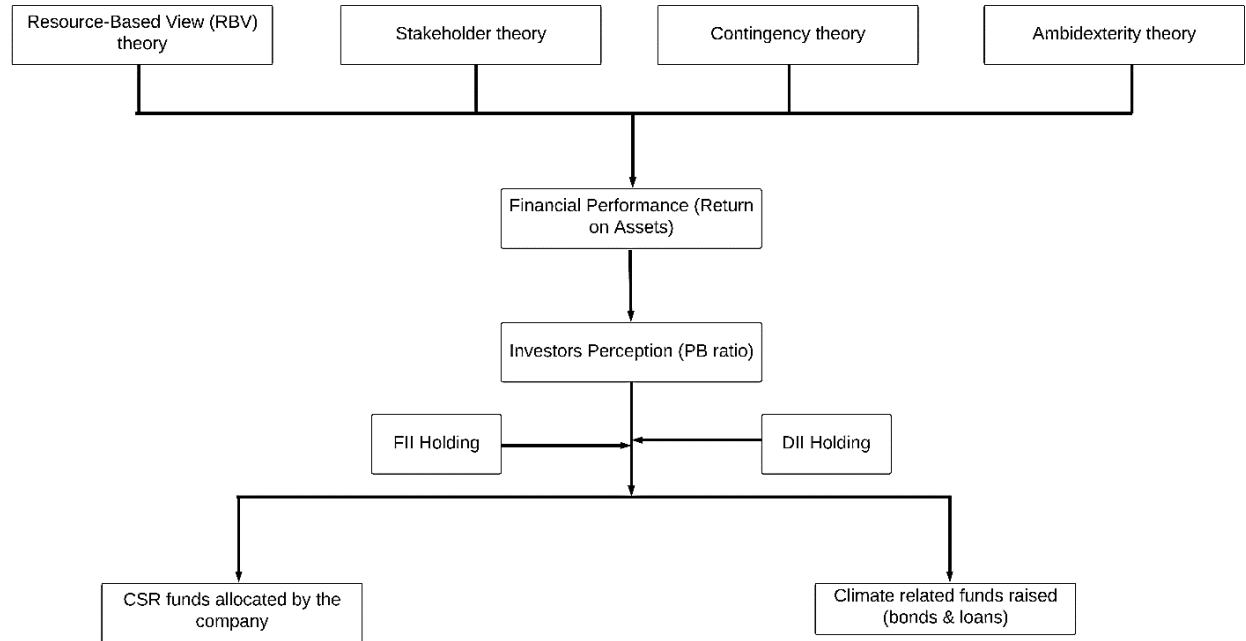 Resource-Based View (RBV)
theory
Stakeholder theory
Contingency theory
Ambidexterity theory
Financial Performance (Return
on Assets)
Investors Perception (PB ratio)
FII Holding
DII Holding
CSR funds allocated by the
company
Climate related funds raised
(bonds & loans)